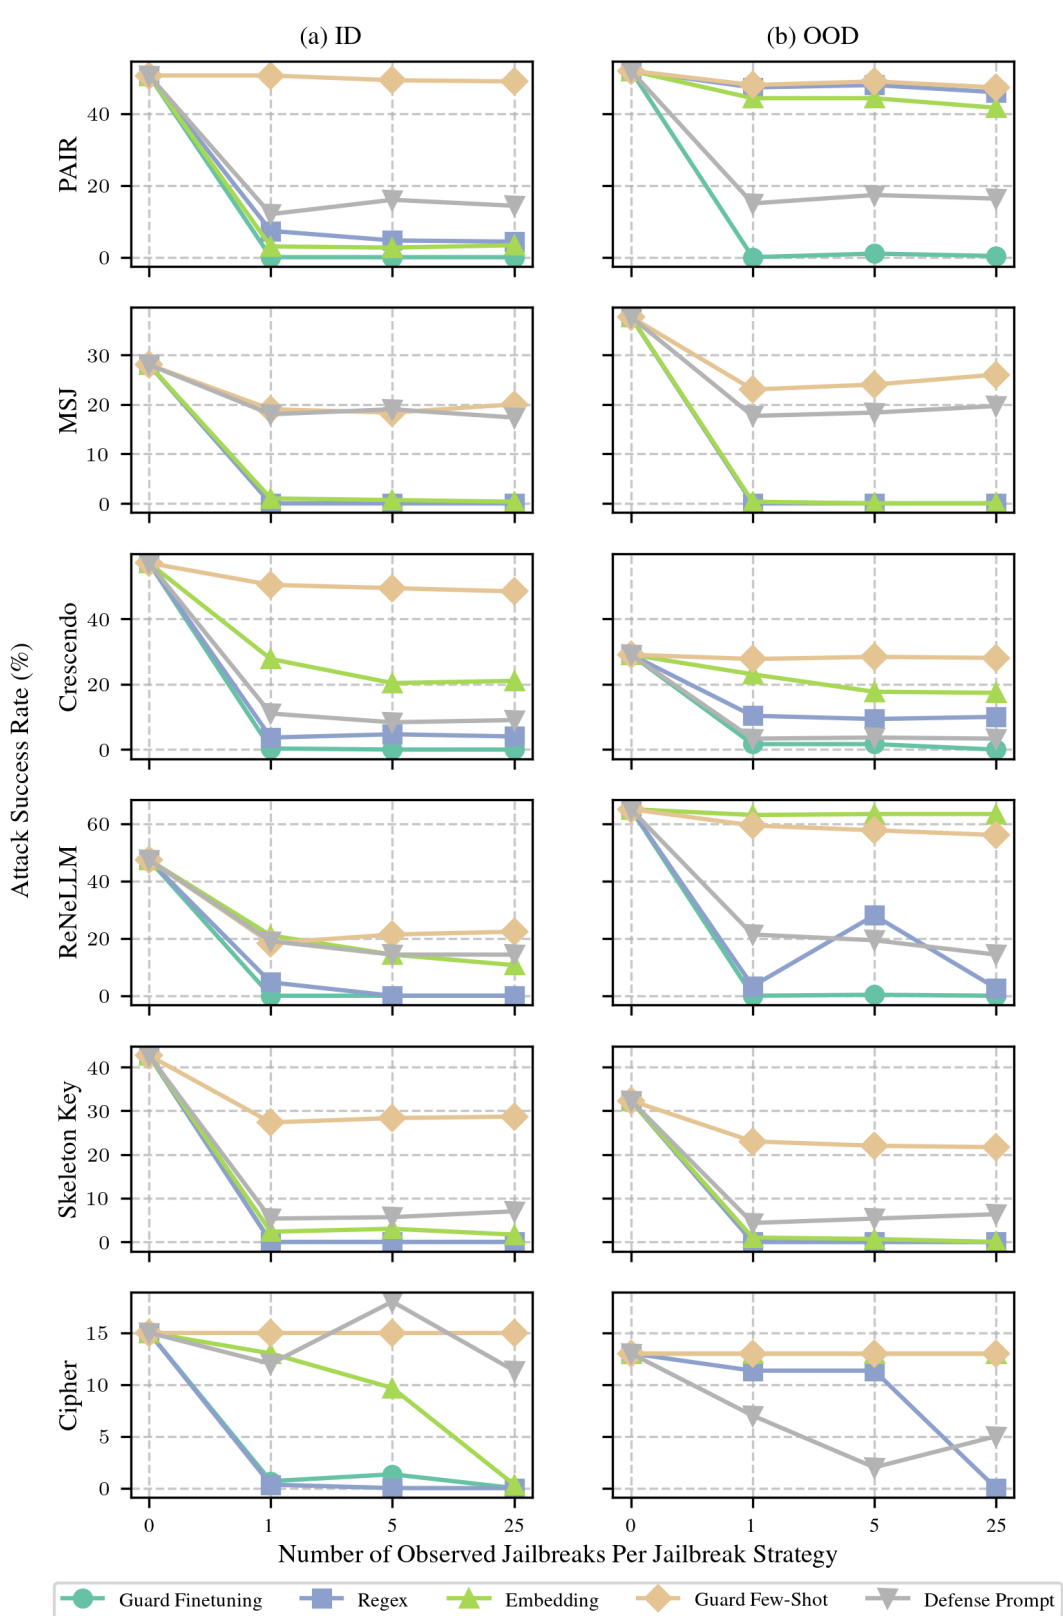 (a) ID
(b) OOD
Attack Success Rate (%)
PAIR
40
20
0
MSJ
30
20
10
0
Crescendo
40
20
0
ReNeLLM
60
40
20
0
Skeleton Key
40
30
20
10
0
Cipher
15
10
5
0
0 1 5 25
0 1 5 25
Number of Observed Jailbreaks Per Jailbreak Strategy
Guard Finetuning Regex Embedding Guard Few-Shot Defense Prompt